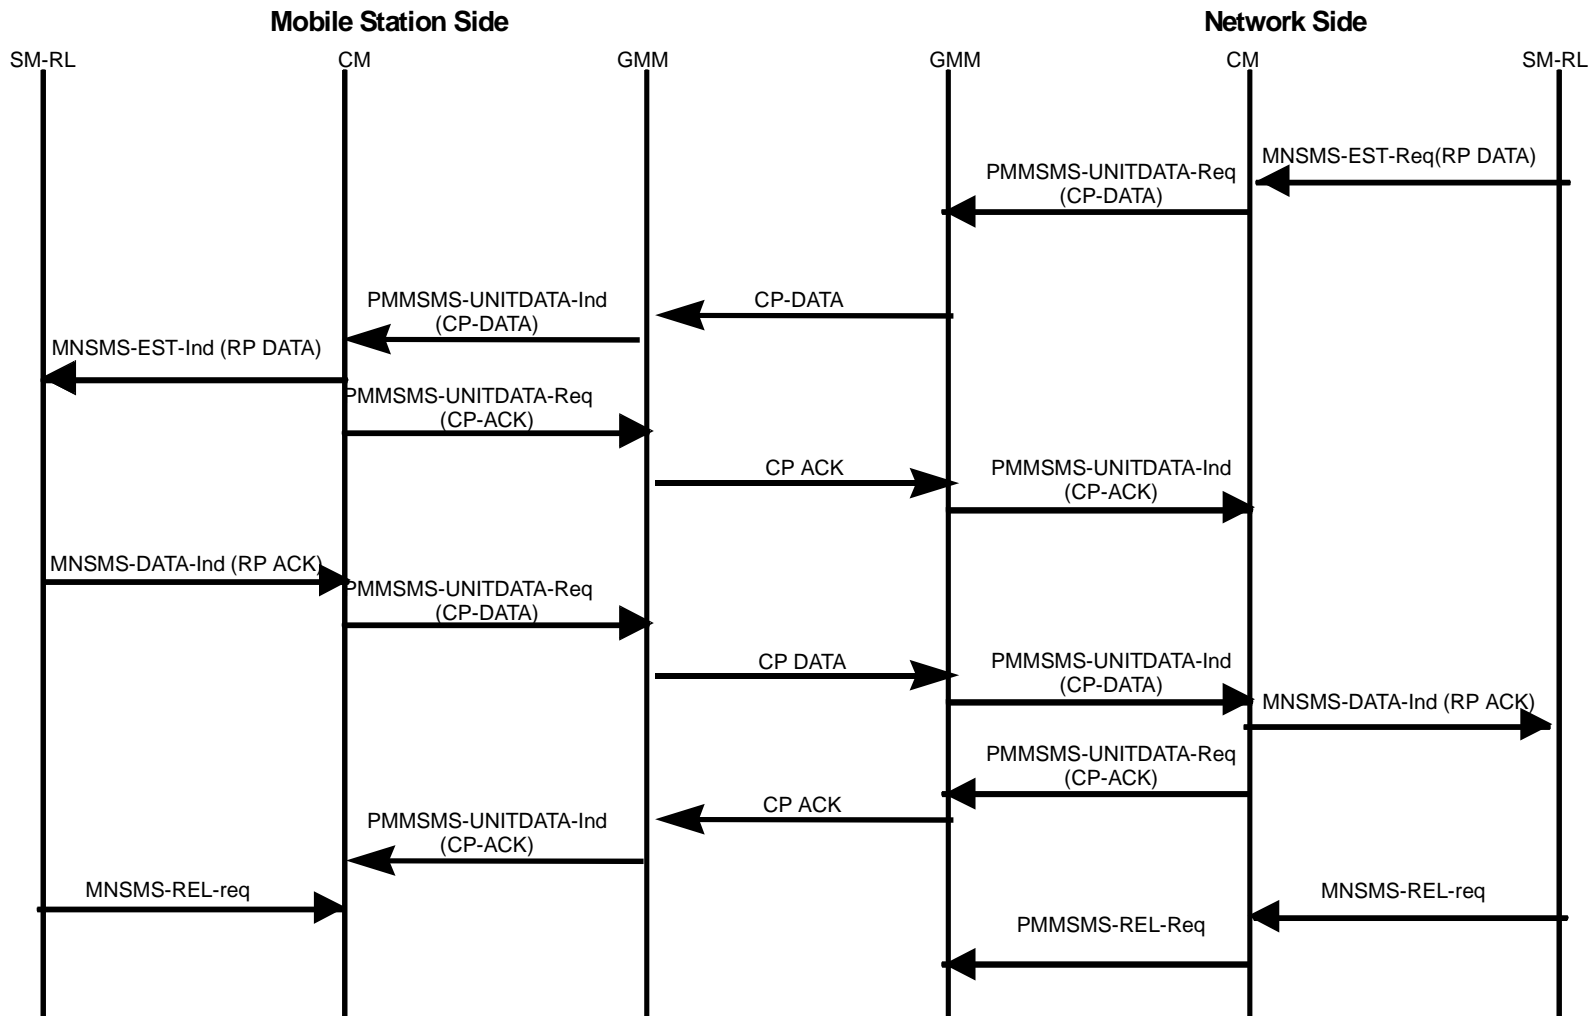 Mobile Station Side
Network Side
SM-RL
CM
GMM
GMM
CM
SM-RL
MNSMS-EST-Req(RP DATA)
PMMSMS-UNITDATA-Req
(CP-DATA)
PMMSMS-UNITDATA-Ind
(CP-DATA)
CP-DATA
MNSMS-EST-Ind (RP DATA)
PMMSMS-UNITDATA-Req
(CP-ACK)
CP ACK
PMMSMS-UNITDATA-Ind
(CP-ACK)
MNSMS-DATA-Ind (RP ACK)
PMMSMS-UNITDATA-Req
(CP-DATA)
CP DATA
PMMSMS-UNITDATA-Ind
(CP-DATA)
MNSMS-DATA-Ind (RP ACK)
PMMSMS-UNITDATA-Req
(CP-ACK)
CP ACK
PMMSMS-UNITDATA-Ind
(CP-ACK)
MNSMS-REL-req
MNSMS-REL-req
PMMSMS-REL-Req